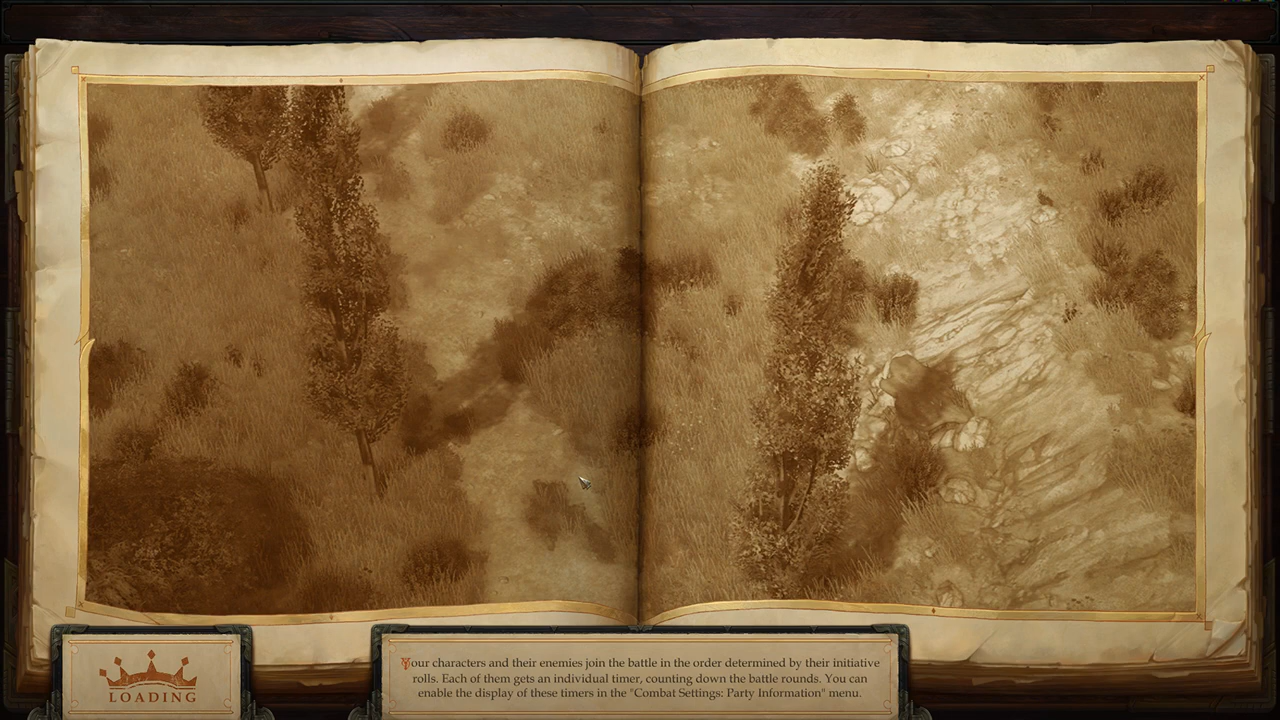 LOADING
Your characters and their enemies join the battle in the order determined by their initiative
rolls. Each of them gets an individual timer, counting down the battle rounds. You can
enable the display of these timers in the "Combat Settings: Party Information" menu.